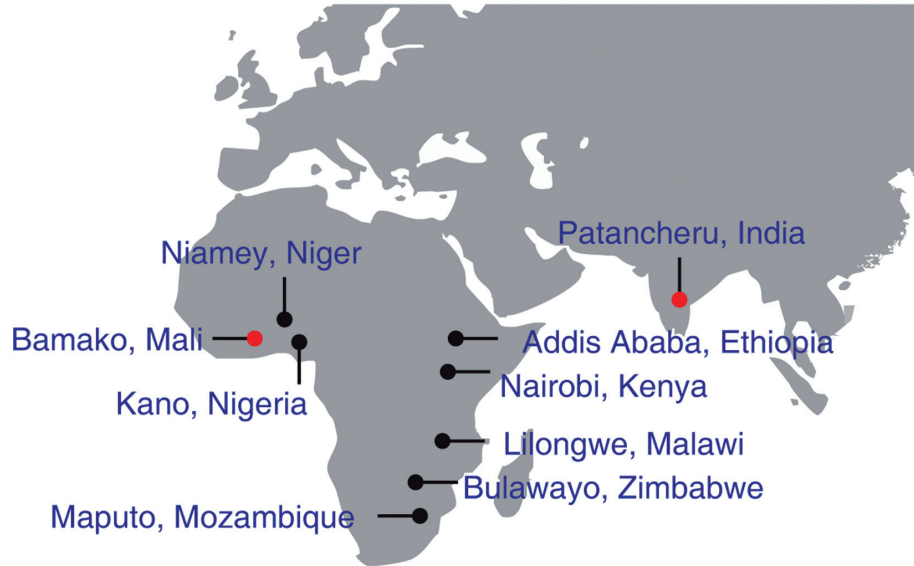 Patancheru, India
Niamey, Niger
Bamako, Mali
Addis Ababa, Ethiopia
Nairobi, Kenya
Kano, Nigeria
Lilongwe, Malawi
Bulawayo, Zimbabwe
Maputo, Mozambique